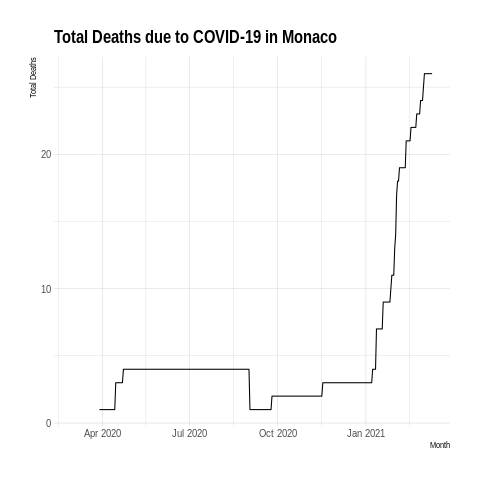 Total Deaths due to COVID-19 in Monaco
Total Deaths
20
10
0
Apr 2020 Jul 2020 Oct 2020 Jan 2021
Month